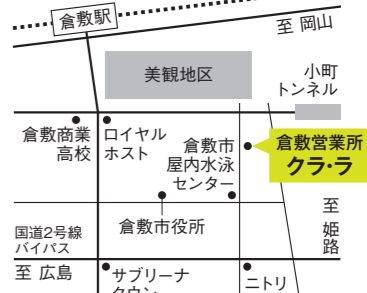 倉敷駅
至 岡山
美観地区
小町
トンネル
倉敷商業
高校
ロイヤル
ホスト
倉敷市
屋内水泳
センター
倉敷営業所
クラ・ラ
倉敷市役所
至
姫
路
国道2号線
バイパス
至 広島
サブリーナ
タウン
ニトリ